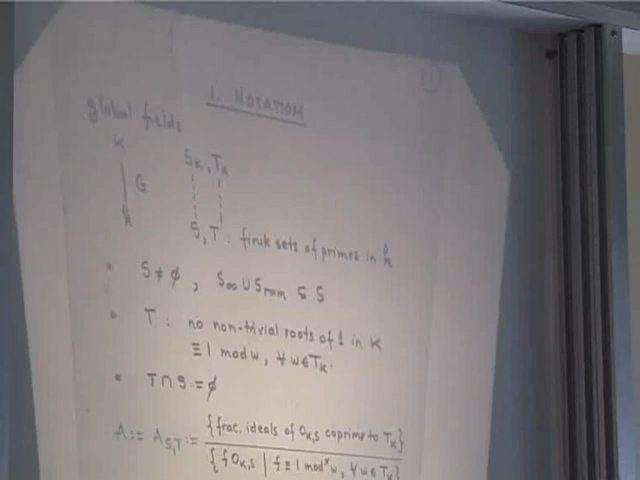 1
1. NOTATION
global fields
K
S_K, T_K
G
k
S, T : finite sets of primes in k
• S ≠ ∅ , S_∞ ∪ S_ram ⊆ S
• T : no non-trivial roots of 1 in K
≡ 1 mod w, ∀ w ∈ T_K.
• T ∩ S = ∅
A := A_{S,T} := {frac. ideals of O_{K,S} coprime to T_K}
{f O_{K,S} | f ≡ 1 mod^× w, ∀ w ∈ T_K}